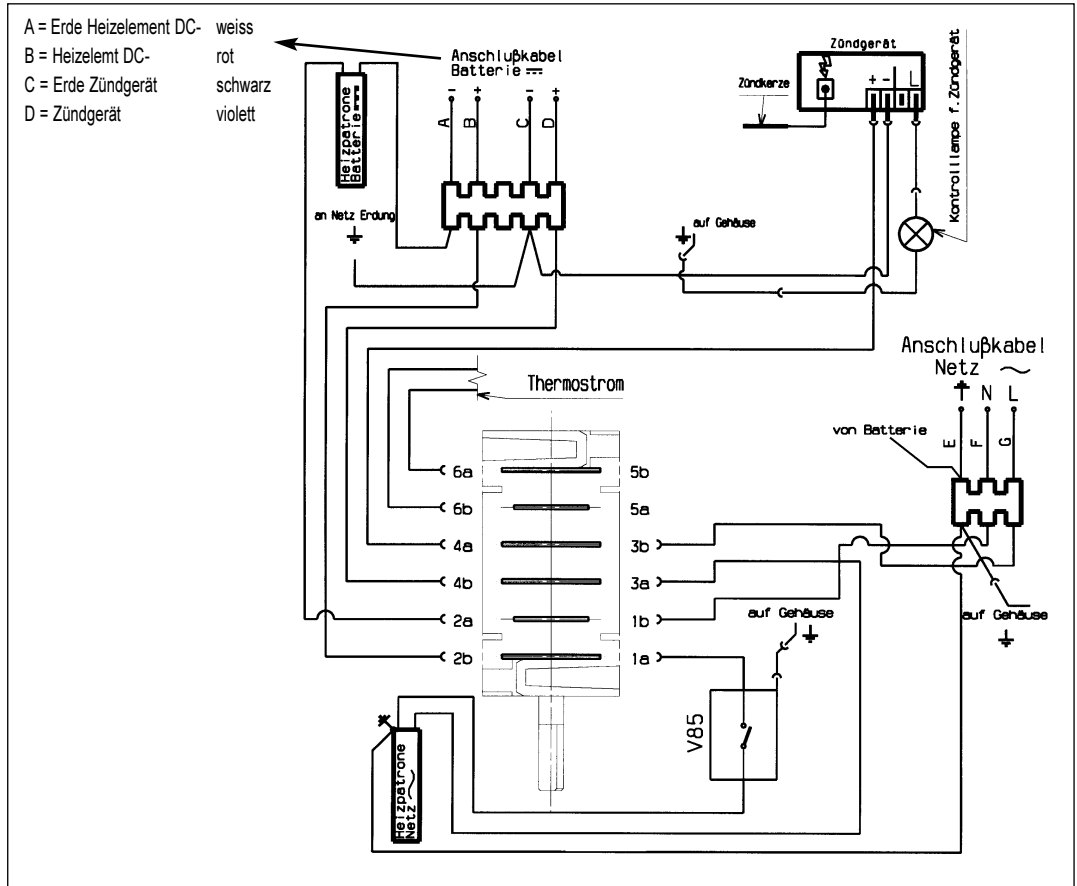 A = Erde Heizelement DC- weiss
B = Heizelemt DC- rot
C = Erde Zündgerät schwarz
D = Zündgerät violett
Anschlußkabel
Batterie
Zündgerät
Zündkerze
+ - L
Kontrolllampe f. Zündgerät
Heizpatrone
Batterie
- + - +
A B C D
an Netz Erdung
auf Gehäuse
Anschlußkabel
Netz ~
N L
von Batterie
E F G
Thermostrom
6a 5b
6b 5a
4a 3b
4b 3a
2a 1b
2b 1a
auf Gehäuse
auf Gehäuse
V85
Heizpatrone
Netz ~